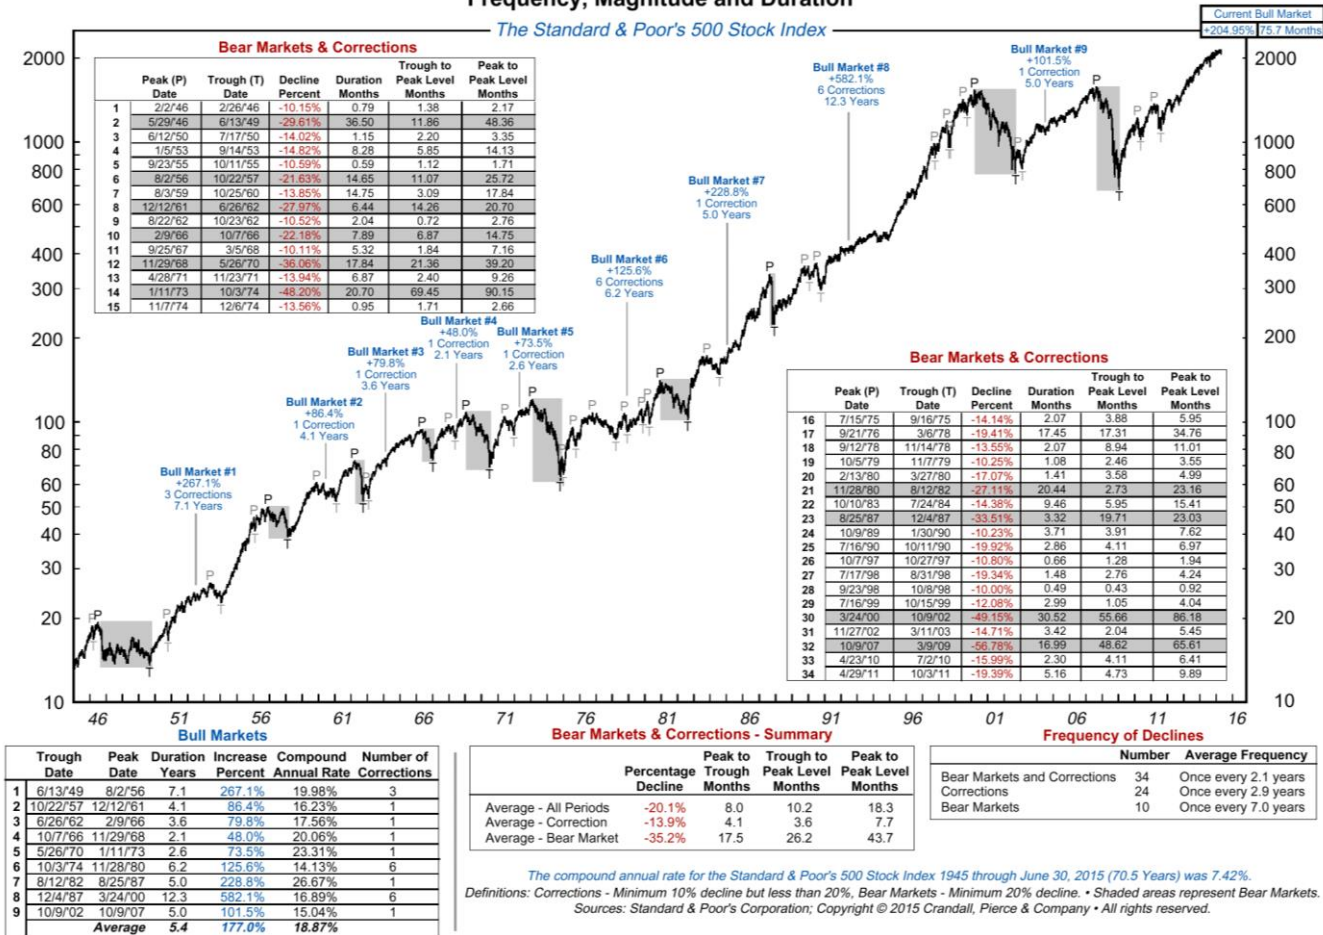 Frequency, Magnitude and Duration
The Standard & Poor's 500 Stock Index
Current Bull Market
+204.95% 75.7 Months
Bear Markets & Corrections
Peak (P) Date Trough (T) Date Decline Percent Duration Months Trough to Peak Level Months Peak to Peak Level Months
1 2/2/'46 2/26/'46 -10.15% 0.79 1.38 2.17
2 5/29/'46 6/13/'49 -29.61% 36.50 11.86 48.36
3 6/12/'50 7/17/'50 -14.02% 1.15 2.20 3.35
4 1/5/'53 9/14/'53 -14.82% 8.28 5.85 14.13
5 9/23/'55 10/11/'55 -10.59% 0.59 1.12 1.71
6 8/2/'56 10/22/'57 -21.63% 14.65 11.07 25.72
7 8/3/'59 10/25/'60 -13.85% 14.75 3.09 17.84
8 12/12/'61 6/26/'62 -27.97% 6.44 14.26 20.70
9 8/22/'62 10/23/'62 -10.52% 2.04 0.72 2.76
10 2/9/'66 10/7/'66 -22.18% 7.89 6.87 14.75
11 9/25/'67 3/5/'68 -10.11% 5.32 1.84 7.16
12 11/29/'68 5/26/'70 -36.06% 17.84 21.36 39.20
13 4/28/'71 11/23/'71 -13.94% 6.87 2.40 9.26
14 1/11/'73 10/3/'74 -48.20% 20.70 69.45 90.15
15 11/7/'74 12/6/'74 -13.56% 0.95 1.71 2.66
Bull Market #1
+267.1%
3 Corrections
7.1 Years
Bull Market #2
+86.4%
1 Correction
4.1 Years
Bull Market #3
+79.8%
1 Correction
3.6 Years
Bull Market #4
+48.0%
1 Correction
2.1 Years
Bull Market #5
+73.5%
1 Correction
2.6 Years
Bull Market #6
+125.6%
6 Corrections
6.2 Years
Bull Market #7
+228.8%
1 Correction
5.0 Years
Bull Market #8
+582.1%
6 Corrections
12.3 Years
Bull Market #9
+101.5%
1 Correction
5.0 Years
Bear Markets & Corrections
Peak (P) Date Trough (T) Date Decline Percent Duration Months Trough to Peak Level Months Peak to Peak Level Months
16 7/15/'75 9/16/'75 -14.14% 2.07 3.88 5.95
17 9/21/'76 3/6/'78 -19.41% 17.45 17.31 34.76
18 9/12/'78 11/14/'78 -13.55% 2.07 8.94 11.01
19 10/5/'79 11/7/'79 -10.25% 1.08 2.46 3.55
20 2/13/'80 3/27/'80 -17.07% 1.41 3.58 4.99
21 11/28/'80 8/12/'82 -27.11% 20.44 2.73 23.16
22 10/10/'83 7/24/'84 -14.38% 9.46 5.95 15.41
23 8/25/'87 12/4/'87 -33.51% 3.32 19.71 23.03
24 10/9/'89 1/30/'90 -10.23% 3.71 3.91 7.62
25 7/16/'90 10/11/'90 -19.92% 2.86 4.11 6.97
26 10/7/'97 10/27/'97 -10.80% 0.66 1.28 1.94
27 7/17/'98 8/31/'98 -19.34% 1.48 2.76 4.24
28 9/23/'98 10/8/'98 -10.00% 0.49 0.43 0.92
29 7/16/'99 10/15/'99 -12.08% 2.99 1.05 4.04
30 3/24/'00 10/9/'02 -49.15% 30.52 55.66 86.18
31 11/27/'02 3/11/'03 -14.71% 3.42 2.04 5.45
32 10/9/'07 3/9/'09 -56.78% 16.99 48.62 65.61
33 4/23/'10 7/2/'10 -15.99% 2.30 4.11 6.41
34 4/29/'11 10/3/'11 -19.39% 5.16 4.73 9.89
2000 2000
1000 1000
800 800
600 600
400 400
300 300
200 200
100 100
80 80
60 60
50 50
40 40
30 30
20 20
10 10
46 51 56 61 66 71 76 81 86 91 96 01 06 11 16
Bull Markets
Trough Date Peak Date Duration Years Increase Percent Compound Annual Rate Number of Corrections
1 6/13/'49 8/2/'56 7.1 267.1% 19.98% 3
2 10/22/'57 12/12/'61 4.1 86.4% 16.23% 1
3 6/26/'62 2/9/'66 3.6 79.8% 17.56% 1
4 10/7/'66 11/29/'68 2.1 48.0% 20.06% 1
5 5/26/'70 1/11/'73 2.6 73.5% 23.31% 1
6 10/3/'74 11/28/'80 6.2 125.6% 14.13% 6
7 8/12/'82 8/25/'87 5.0 228.8% 26.67% 1
8 12/4/'87 3/24/'00 12.3 582.1% 16.89% 6
9 10/9/'02 10/9/'07 5.0 101.5% 15.04% 1
Average 5.4 177.0% 18.87%
Bear Markets & Corrections - Summary
Percentage Decline Peak to Trough Months Trough to Peak Level Months Peak to Peak Level Months
Average - All Periods -20.1% 8.0 10.2 18.3
Average - Correction -13.9% 4.1 3.6 7.7
Average - Bear Market -35.2% 17.5 26.2 43.7
Frequency of Declines
Number Average Frequency
Bear Markets and Corrections 34 Once every 2.1 years
Corrections 24 Once every 2.9 years
Bear Markets 10 Once every 7.0 years
The compound annual rate for the Standard & Poor's 500 Stock Index 1945 through June 30, 2015 (70.5 Years) was 7.42%.
Definitions: Corrections - Minimum 10% decline but less than 20%, Bear Markets - Minimum 20% decline. • Shaded areas represent Bear Markets.
Sources: Standard & Poor's Corporation; Copyright © 2015 Crandall, Pierce & Company • All rights reserved.